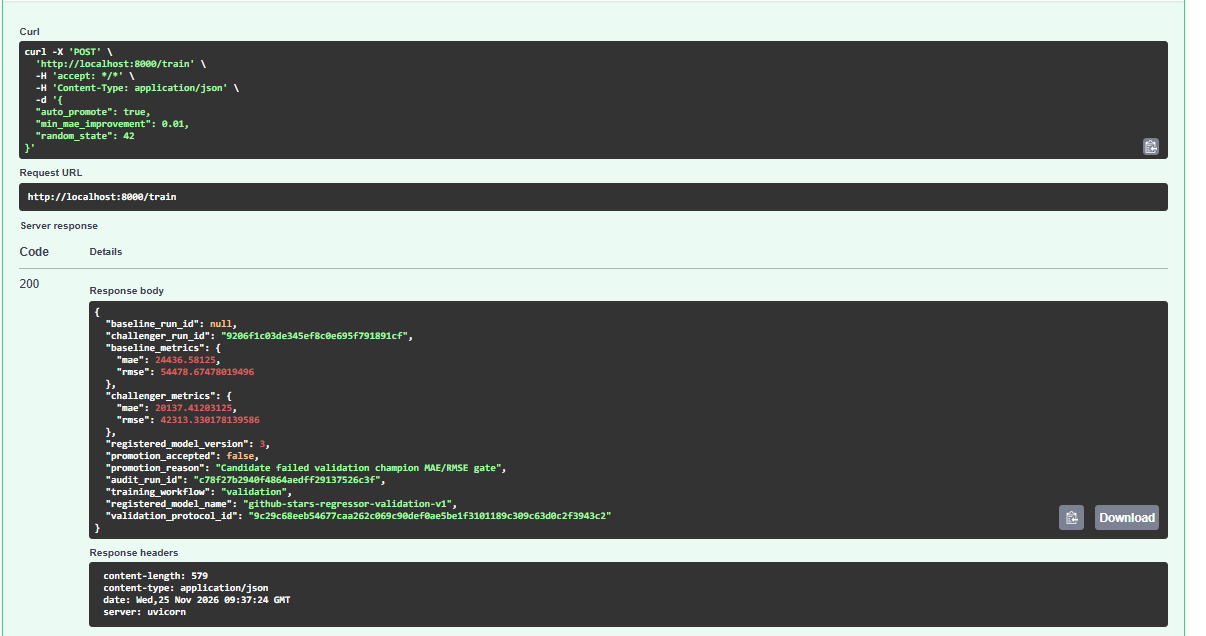 Curl
curl -X 'POST' \
'http://localhost:8000/train' \
-H 'accept: */*' \
-H 'Content-Type: application/json' \
-d '{
"auto_promote": true,
"min_mae_improvement": 0.01,
"random_state": 42
}'
Request URL
http://localhost:8000/train
Server response
Code Details
200
Response body
{
"baseline_run_id": null,
"challenger_run_id": "9206f1c03de345ef8c0e695f791891cf",
"baseline_metrics": {
"mae": 24436.58125,
"rmse": 54478.67478019496
},
"challenger_metrics": {
"mae": 20137.41203125,
"rmse": 42313.330178139586
},
"registered_model_version": 3,
"promotion_accepted": false,
"promotion_reason": "Candidate failed validation champion MAE/RMSE gate",
"audit_run_id": "c78f27b2940f4864aedff29137526c3f",
"training_workflow": "validation",
"registered_model_name": "github-stars-regressor-validation-v1",
"validation_protocol_id": "9c29c68eeb54677caa262c069c90def0ae5be1f3101189c309c63d0c2f3943c2"
}
Download
Response headers
content-length: 579
content-type: application/json
date: Wed,25 Nov 2026 09:37:24 GMT
server: uvicorn